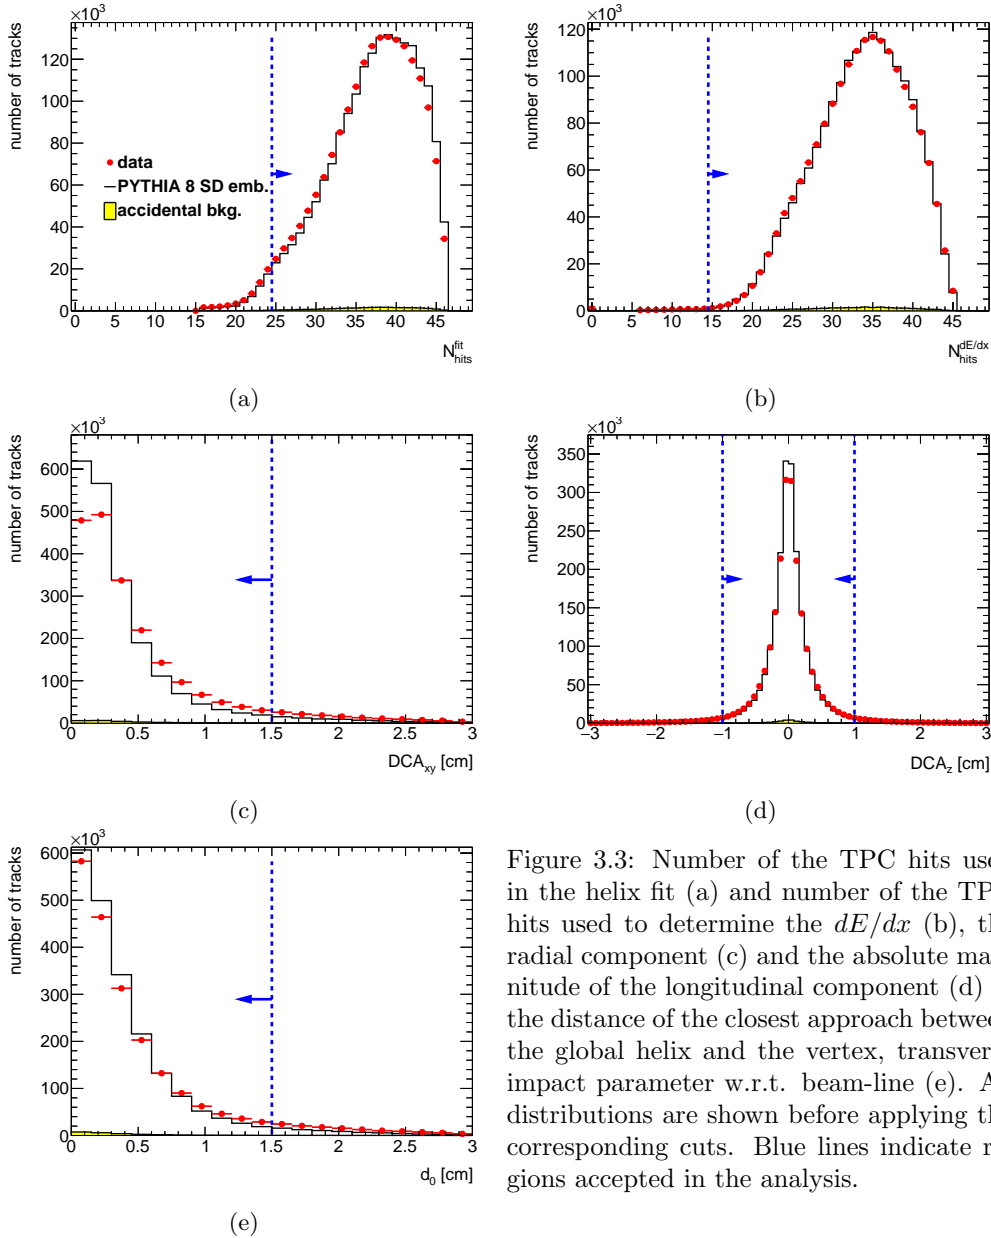 ×10³
number of tracks
120
100
80
60
40
20
0
data
PYTHIA 8 SD emb.
accidental bkg.
0 5 10 15 20 25 30 35 40 45
N^fit_hits
(a)
×10³
number of tracks
120
100
80
60
40
20
0
0 5 10 15 20 25 30 35 40 45
N^dE/dx_hits
(b)
×10³
number of tracks
600
500
400
300
200
100
0
0 0.5 1 1.5 2 2.5 3
DCA_xy [cm]
(c)
×10³
number of tracks
350
300
250
200
150
100
50
0
−3 −2 −1 0 1 2 3
DCA_z [cm]
(d)
×10³
number of tracks
600
500
400
300
200
100
0
0 0.5 1 1.5 2 2.5 3
d_0 [cm]
(e)
Figure 3.3: Number of the TPC hits use
in the helix fit (a) and number of the TP
hits used to determine the dE/dx (b), th
radial component (c) and the absolute ma
nitude of the longitudinal component (d)
the distance of the closest approach betwee
the global helix and the vertex, transver
impact parameter w.r.t. beam-line (e). A
distributions are shown before applying th
corresponding cuts. Blue lines indicate r
gions accepted in the analysis.